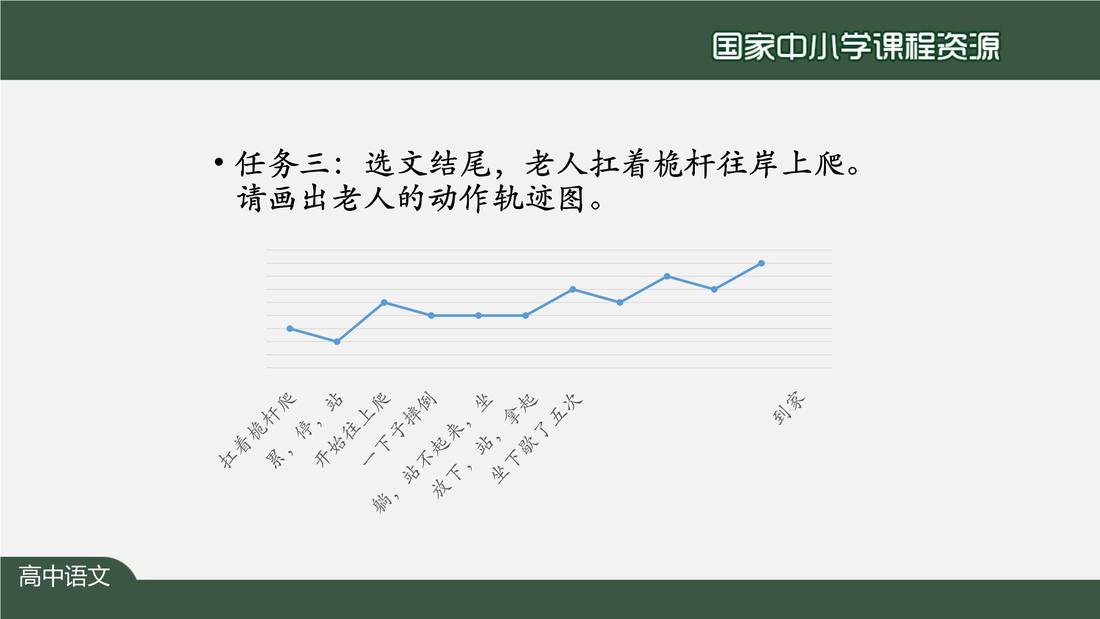 国家中小学课程资源
• 任务三：选文结尾，老人扛着桅杆往岸上爬。
请画出老人的动作轨迹图。
扛着桅杆爬
累，停，站
开始往上爬
一下子摔倒
躺，站不起来，坐
放下，站，拿起
坐下歇了五次
到家
高中语文